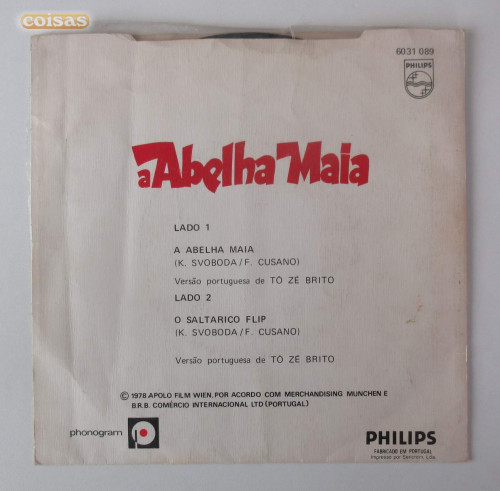 coisas
6031 089
PHILIPS
a Abelha Maia
LADO 1
A ABELHA MAIA
(K. SVOBODA/F. CUSANO)
Versão portuguesa de TÓ ZÉ BRITO
LADO 2
O SALTARICO FLIP
(K. SVOBODA/F. CUSANO)
Versão portuguesa de TÓ ZÉ BRITO
© 1978 APOLO FILM WIEN, POR ACORDO COM MERCHANDISING MUNCHEN E
B.R.B. COMÉRCIO INTERNACIONAL LTD (PORTUGAL)
phonogram
PHILIPS
FABRICADO EM PORTUGAL